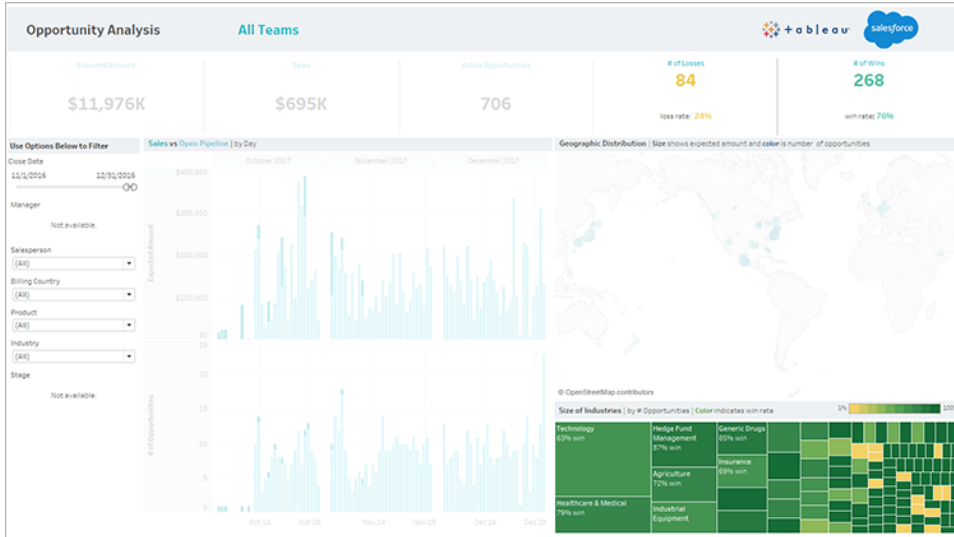 Opportunity Analysis
All Teams
+ a b l e a u
salesforce
Expected Amount
$11,976K
Sales
$695K
Active Opportunities
706
# of Losses
84
loss rate: 24%
# of Wins
268
win rate: 76%
Use Options Below to Filter
Close Date
11/1/2016
12/31/2016
Manager
Not available.
Salesperson
(All)
Billing Country
(All)
Product
(All)
Industry
(All)
Stage
Not available.
Sales vs Open Pipeline | by Day
October 2017
November 2017
December 2017
Expected Amount
$400,000
$300,000
$200,000
$100,000
$0
# of Opportunities
25
20
15
10
5
0
Oct 14
Oct 29
Nov 14
Nov 29
Dec 14
Dec 29
Geographic Distribution | Size shows expected amount and color is number of opportunities
© OpenStreetMap contributors
Size of Industries | by # Opportunities | Color indicates win rate
1%
100%
Technology
63% win
Healthcare & Medical
79% win
Hedge Fund
Management
87% win
Agriculture
72% win
Industrial
Equipment
Generic Drugs
85% win
Insurance
69% win